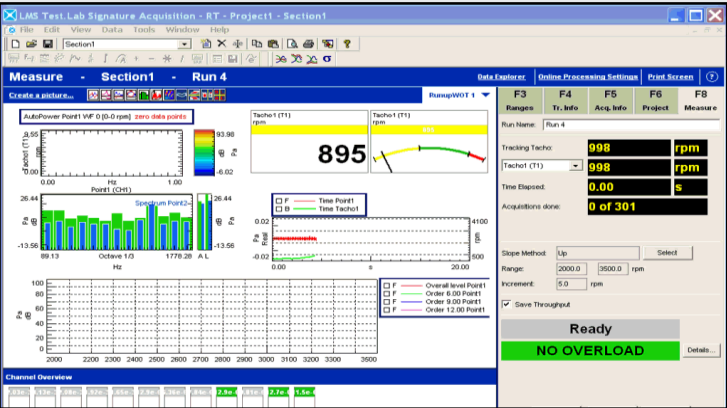 LMS Test.Lab Signature Acquisition - RT - Project1 - Section1
File Edit View Data Tools Window Help
Section1
Measure - Section1 - Run 4
Data Explorer Online Processing Settings Print Screen
Create a picture...
RunupWOT 1
F3 F4 F5 F6 F8
Ranges Tr. Info Acq. Info Project Measure
AutoPower Point1 WF 0 [0-0 rpm] zero data points
Tacho1 (T1)
rpm
895
Tacho1 (T1)
rpm
Run Name: Run 4
Tracking Tacho: 998 rpm
Tacho1 (T1) 998 rpm
Time Elapsed: 0.00 s
Acquisitions done: 0 of 301
Tacho1 (T1)
rpm
0.00 Hz 1.00
Point1 (CH1)
93.98
dB
Pa
-6.02
26.44
Pa
dB
-13.56
Spectrum Point2
89.13 Octave 1/3 1778.28
Hz
A L
26.44
dB
Pa
-13.56
F Time Point1
B Time Tacho1
0.02
Pa
Real
-0.02
0.00 s 20.00
4100
rpm
500
Slope Method: Up Select
Range: 2000.0 3500.0 rpm
Increment: 5.0 rpm
Save Throughput
Ready
NO OVERLOAD
Details...
100
80
60
40
20
0
Pa
dB
2000 2200 2300 2400 2500 2600 2700 2800 2900 3000 3100 3200 3300 3500
F Overall level Point1
F Order 6.00 Point1
F Order 9.00 Point1
F Order 12.00 Point1
Channel Overview